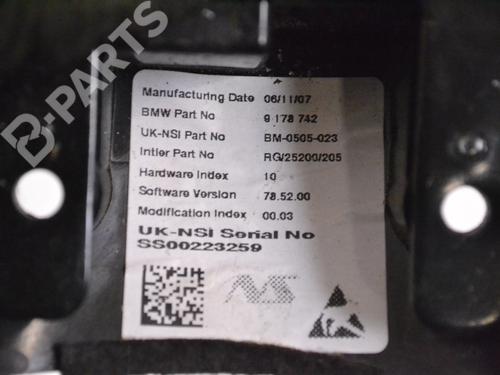 B-PARTS
Manufacturing Date 06/11/07
BMW Part No 9 178 742
UK-NSI Part No BM-0505-023
Intier Part No RG/25200/205
Hardware Index 10
Software Version 78.52.00
Modification Index 00.03
UK-NSI Serial No
SS00223259
NS